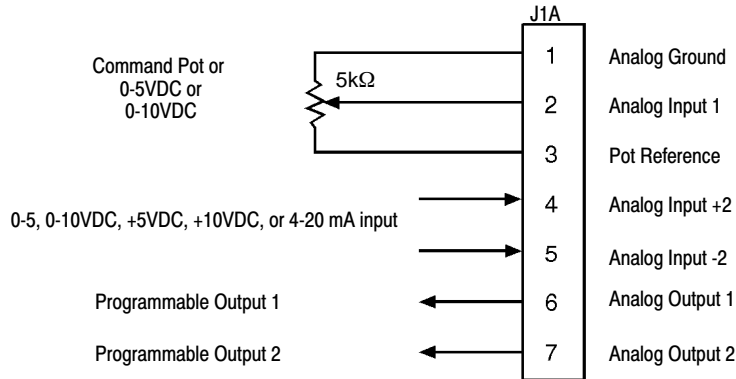 J1A
Command Pot or
0-5VDC or
0-10VDC
5kΩ
1 Analog Ground
2 Analog Input 1
3 Pot Reference
0-5, 0-10VDC, +5VDC, +10VDC, or 4-20 mA input
4 Analog Input +2
5 Analog Input -2
Programmable Output 1 6 Analog Output 1
Programmable Output 2 7 Analog Output 2